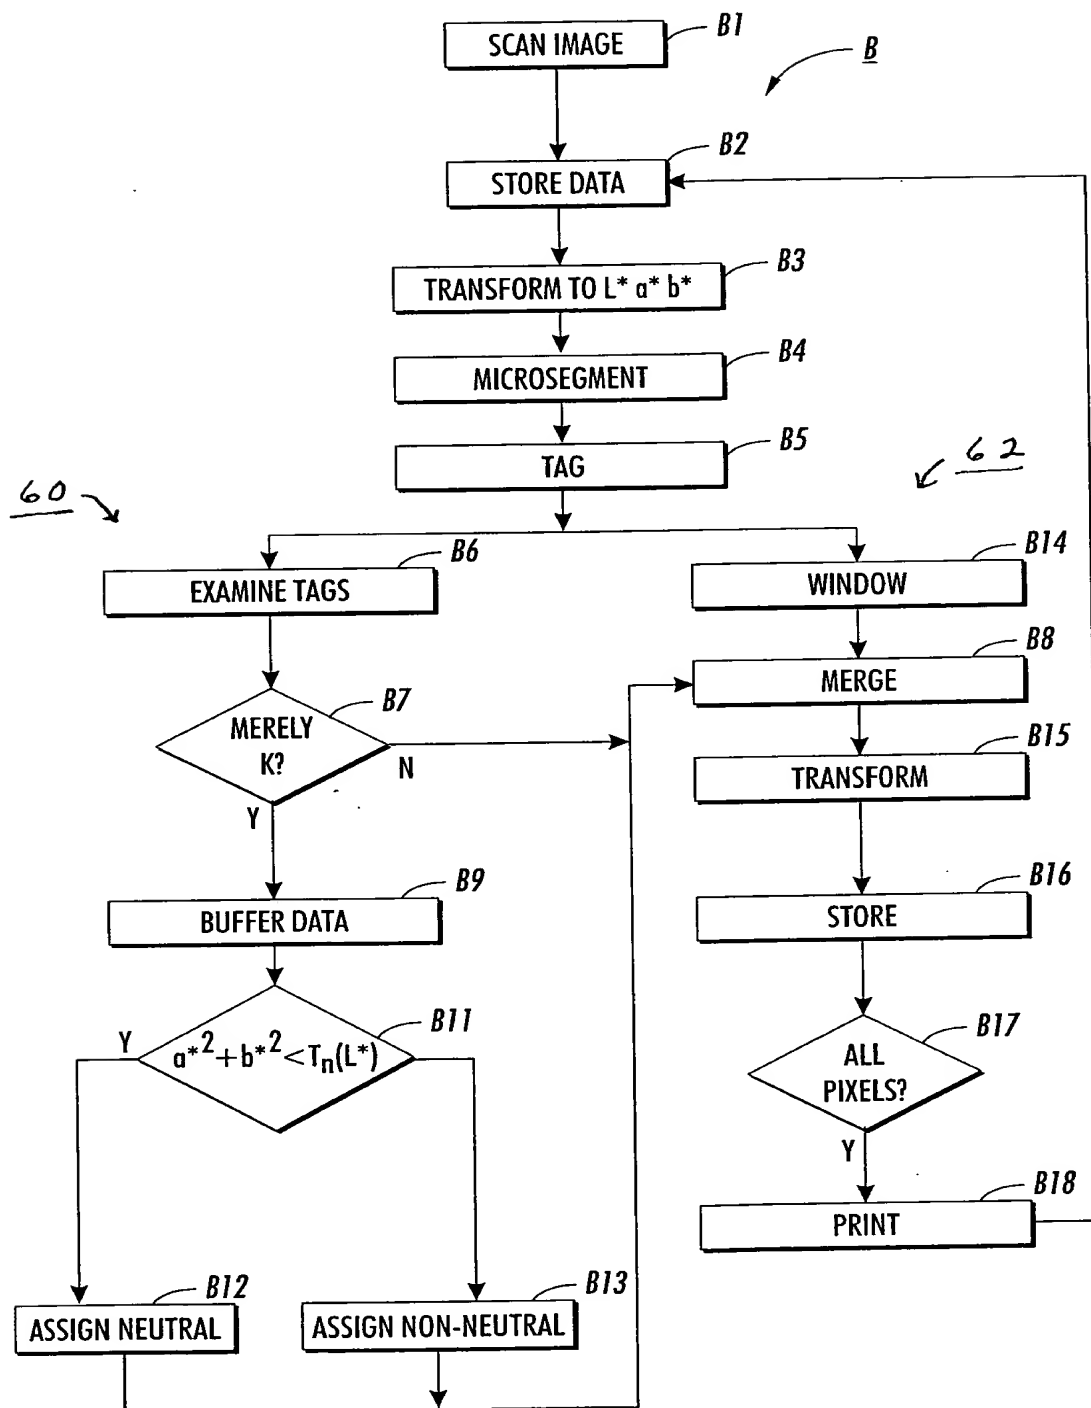 SCAN IMAGE
B1
B
STORE DATA
B2
TRANSFORM TO L* a* b*
B3
MICROSEGMENT
B4
TAG
B5
60
62
EXAMINE TAGS
B6
MERELY
K?
B7
N
Y
BUFFER DATA
B9
a*² + b*² < Tₙ(L*)
B11
Y
ASSIGN NEUTRAL
B12
ASSIGN NON-NEUTRAL
B13
WINDOW
B14
MERGE
B8
TRANSFORM
B15
STORE
B16
ALL
PIXELS?
B17
Y
PRINT
B18